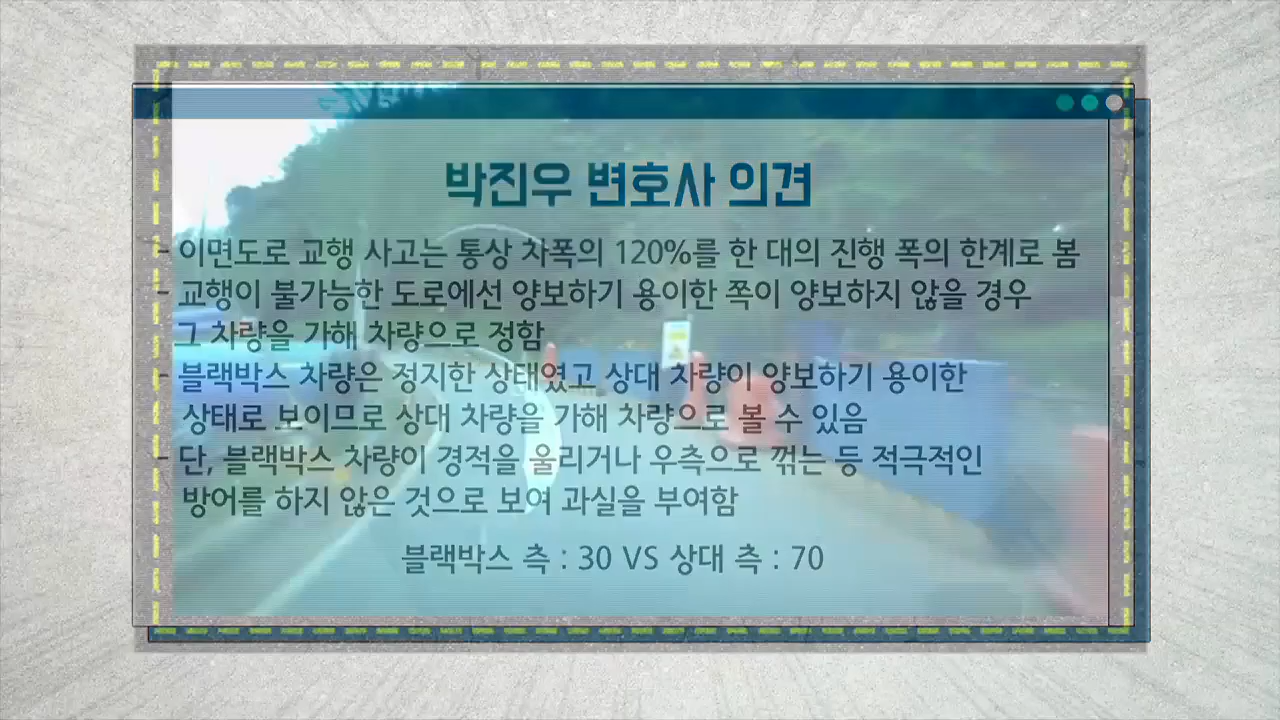 박진우 변호사 의견
- 이면도로 교행 사고는 통상 차폭의 120%를 한 대의 진행 폭의 한계로 봄
- 교행이 불가능한 도로에선 양보하기 용이한 쪽이 양보하지 않을 경우
그 차량을 가해 차량으로 정함
- 블랙박스 차량은 정지한 상태였고 상대 차량이 양보하기 용이한
상태로 보이므로 상대 차량을 가해 차량으로 볼 수 있음
- 단, 블랙박스 차량이 경적을 울리거나 우측으로 꺾는 등 적극적인
방어를 하지 않은 것으로 보여 과실을 부여함
블랙박스 측 : 30 VS 상대 측 : 70